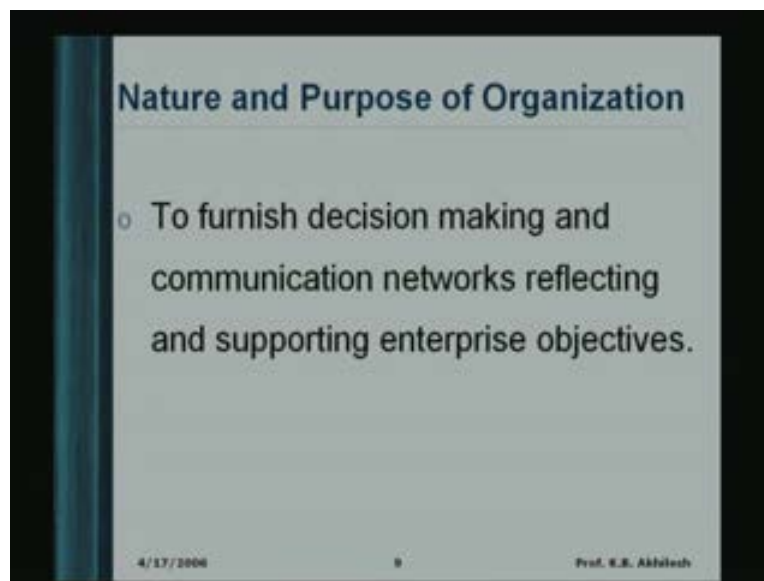 Nature and Purpose of Organization
o To furnish decision making and
communication networks reflecting
and supporting enterprise objectives.
4/17/2006 9 Prof. K.B. Akhilesh